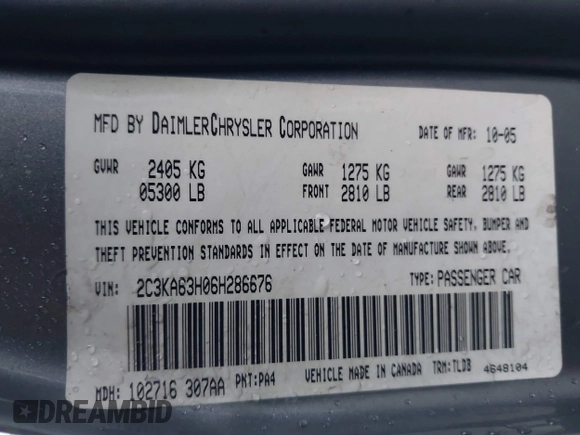 MFD BY DAIMLERCHRYSLER CORPORATION DATE OF MFR: 10-05
GVWR 2405 KG GAWR 1275 KG GAWR 1275 KG
05300 LB FRONT 2810 LB REAR 2810 LB
THIS VEHICLE CONFORMS TO ALL APPLICABLE FEDERAL MOTOR VEHICLE SAFETY, BUMPER AND
THEFT PREVENTION STANDARDS IN EFFECT ON THE DATE OF MANUFACTURE SHOWN ABOVE.
VIN: 2C3KA63H06H286676 TYPE: PASSENGER CAR
MDH: 102716 307AA PNT: PA4 VEHICLE MADE IN CANADA TRM: TLDB 4648104
DREAMBID